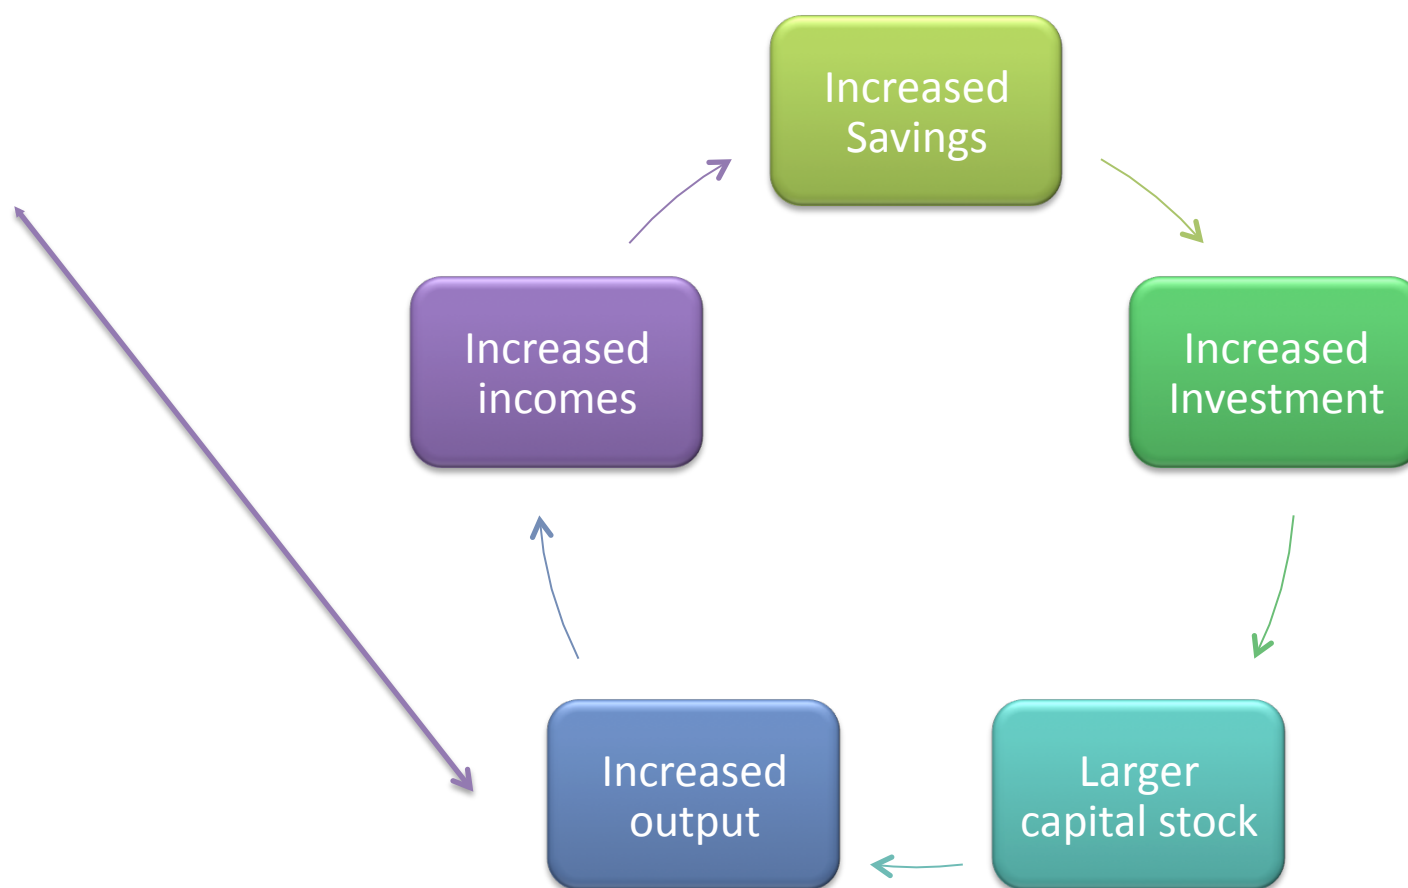 Increased
Savings
Increased
Investment
Larger
capital stock
Increased
output
Increased
incomes